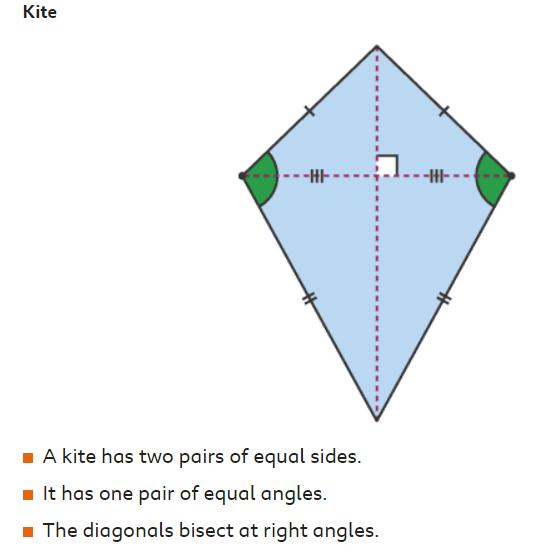 Kite
A kite has two pairs of equal sides.
It has one pair of equal angles.
The diagonals bisect at right angles.